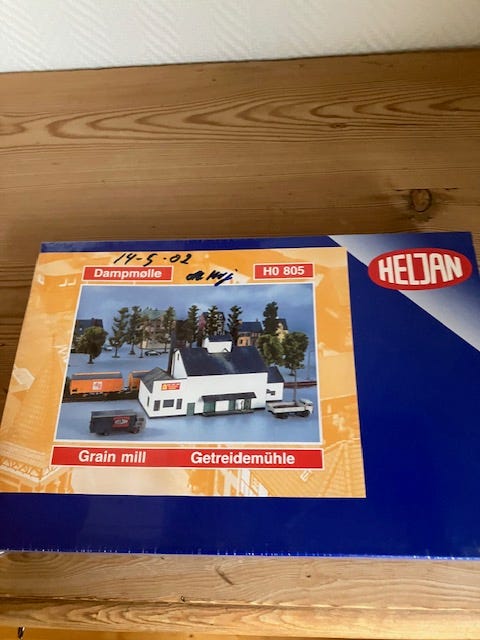 14-5-02
Dampmølle
H0 805
HELJAN
Grain mill Getreidemühle